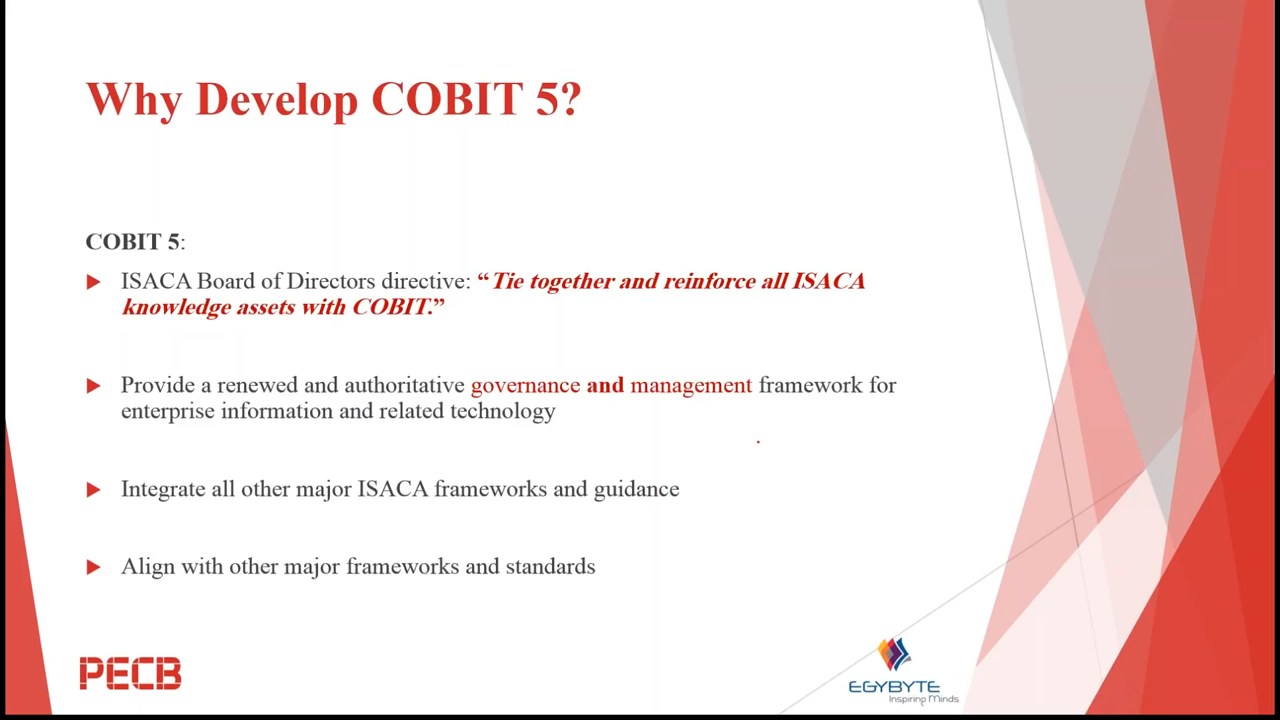 Why Develop COBIT 5?
COBIT 5:
ISACA Board of Directors directive: “Tie together and reinforce all ISACA
knowledge assets with COBIT.”
Provide a renewed and authoritative governance and management framework for
enterprise information and related technology
Integrate all other major ISACA frameworks and guidance
Align with other major frameworks and standards
PECB
EGYBYTE
Inspiring Minds